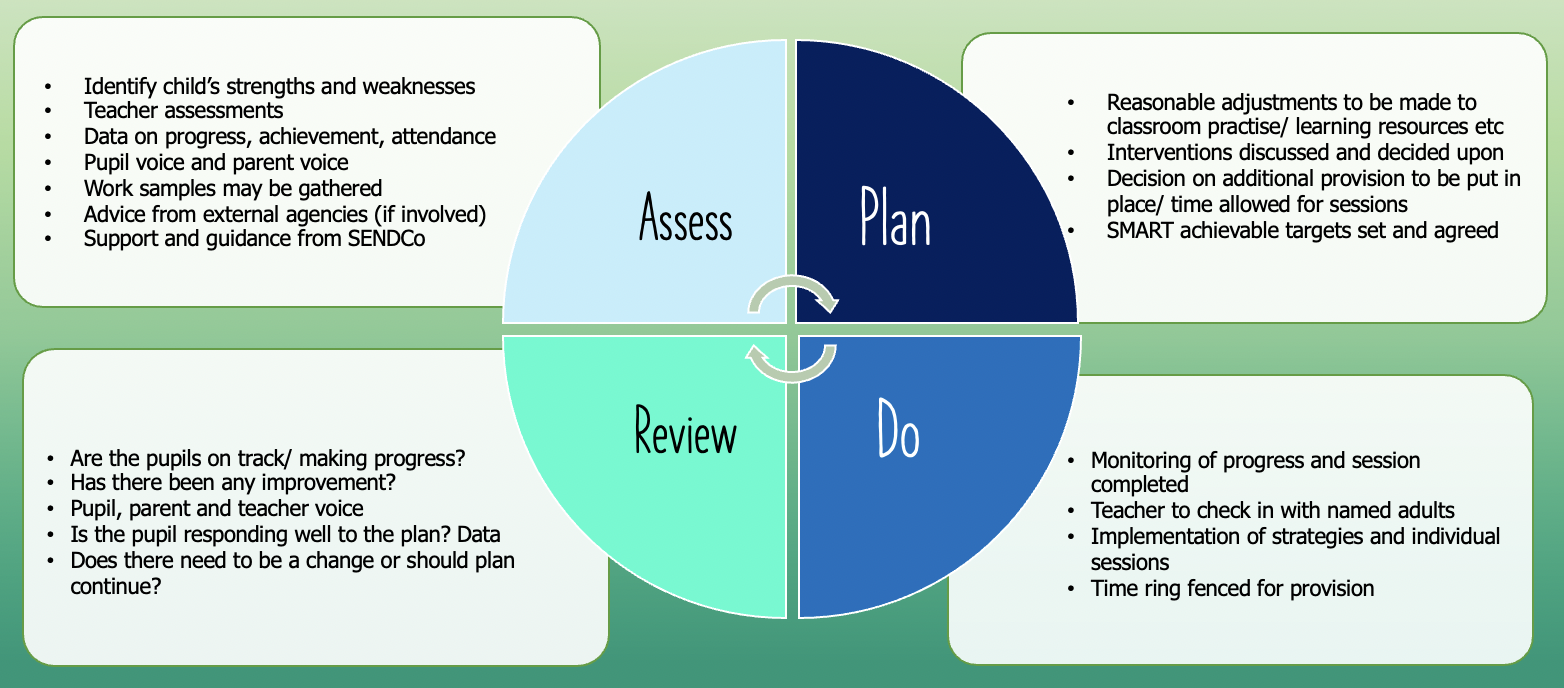 • Identify child’s strengths and weaknesses
• Teacher assessments
• Data on progress, achievement, attendance
• Pupil voice and parent voice
• Work samples may be gathered
• Advice from external agencies (if involved)
• Support and guidance from SENDCo
Assess
Plan
• Reasonable adjustments to be made to
classroom practise/ learning resources etc
• Interventions discussed and decided upon
• Decision on additional provision to be put in
place/ time allowed for sessions
• SMART achievable targets set and agreed
• Are the pupils on track/ making progress?
• Has there been any improvement?
• Pupil, parent and teacher voice
• Is the pupil responding well to the plan? Data
• Does there need to be a change or should plan
continue?
Review
Do
• Monitoring of progress and session
completed
• Teacher to check in with named adults
• Implementation of strategies and individual
sessions
• Time ring fenced for provision